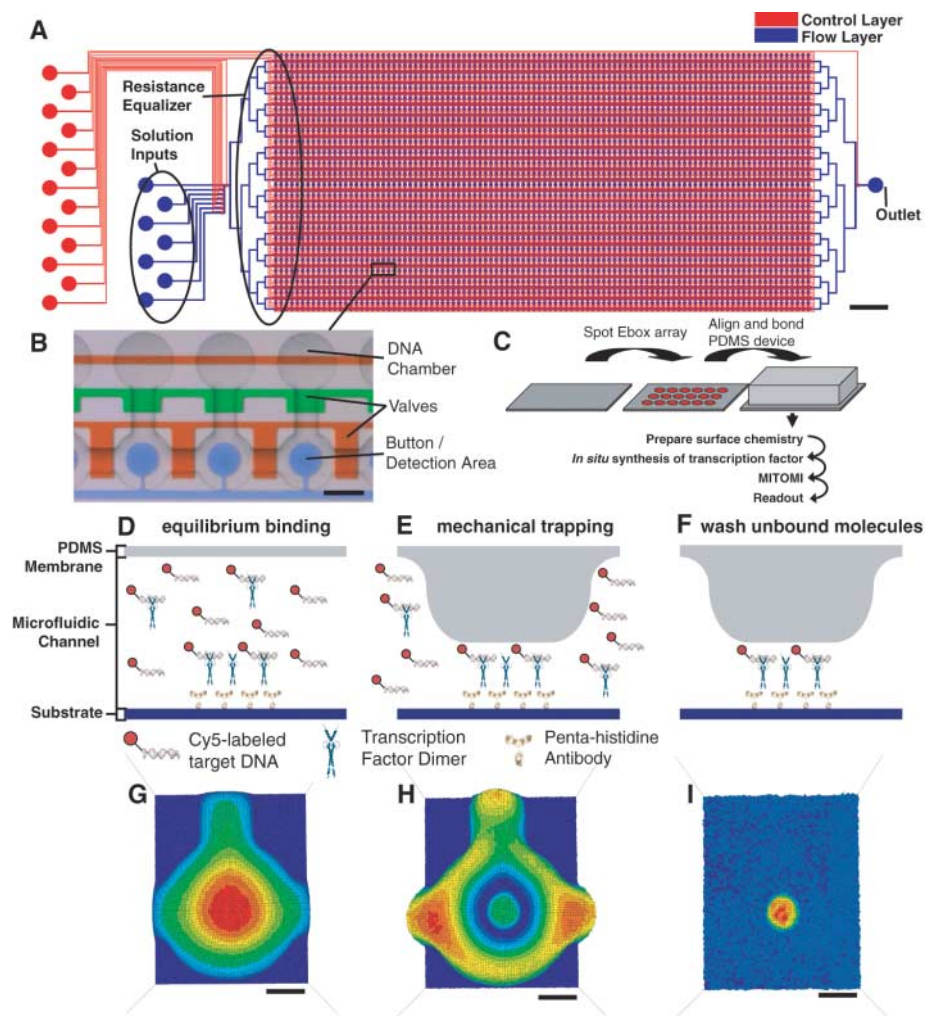 A
Control Layer
Flow Layer
Resistance
Equalizer
Solution
Inputs
Outlet
B
DNA
Chamber
Valves
Button /
Detection Area
C
Spot Ebox array
Align and bond
PDMS device
Prepare surface chemistry
In situ synthesis of transcription factor
MITOMI
Readout
D equilibrium binding
E mechanical trapping
F wash unbound molecules
PDMS
Membrane
Microfluidic
Channel
Substrate
Cy5-labeled
target DNA
Transcription
Factor Dimer
Penta-histidine
Antibody
G
H
I